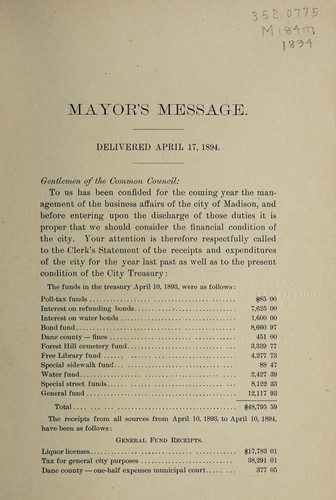 352.0775
M184m
1894
MAYOR'S MESSAGE.
DELIVERED APRIL 17, 1894.
Gentlemen of the Common Council:
To us has been confided for the coming year the man-
agement of the business affairs of the city of Madison, and
before entering upon the discharge of those duties it is
proper that we should consider the financial condition of
the city. Your attention is therefore respectfully called
to the Clerk's Statement of the receipts and expenditures
of the city for the year last past as well as to the present
condition of the City Treasury:
The funds in the treasury April 10, 1893, were as follows:
Poll-tax funds $85 00
Interest on refunding bonds 7,625 00
Interest on water bonds 1,600 00
Bond fund 8,660 97
Dane county — fines 451 00
Forest Hill cemetery fund 3,339 77
Free Library fund 4,277 73
Special sidewalk fund 88 47
Water fund 2,427 39
Special street funds 8,122 33
General fund 12,117 93
Total $48,795 59
The receipts from all sources from April 10, 1893, to April 10, 1894,
have been as follows:
GENERAL FUND RECEIPTS.
Liquor licenses $17,783 01
Tax for general city purposes 38,291 01
Dane county — one-half expenses municipal court 377 05